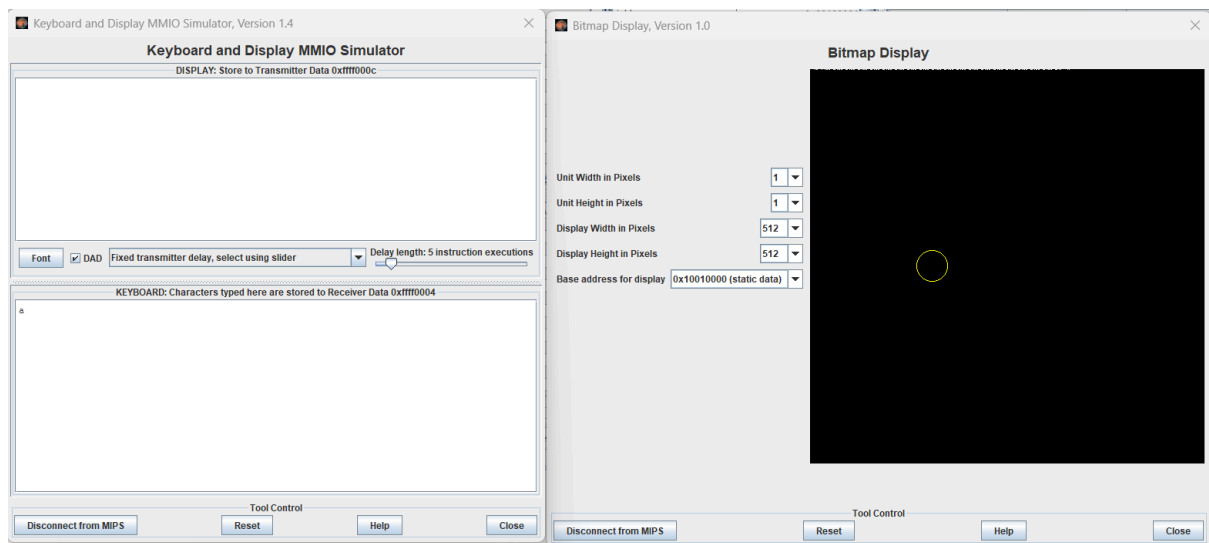 Keyboard and Display MMIO Simulator, Version 1.4
Keyboard and Display MMIO Simulator
DISPLAY: Store to Transmitter Data 0xffff000c
Font
DAD
Fixed transmitter delay, select using slider
Delay length: 5 instruction executions
KEYBOARD: Characters typed here are stored to Receiver Data 0xffff0004
a
Tool Control
Disconnect from MIPS
Reset
Help
Close
Bitmap Display, Version 1.0
Bitmap Display
Unit Width in Pixels 1
Unit Height in Pixels 1
Display Width in Pixels 512
Display Height in Pixels 512
Base address for display 0x10010000 (static data)
Tool Control
Disconnect from MIPS
Reset
Help
Close